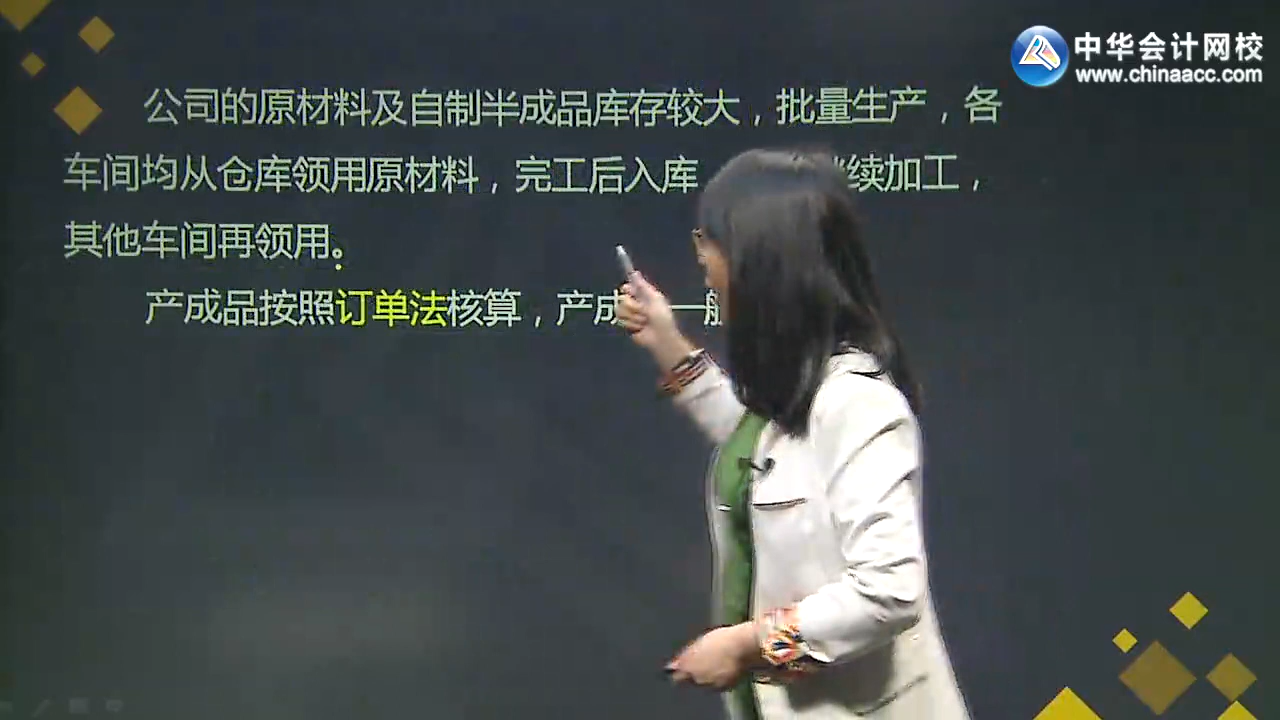 中华会计网校
www.chinaacc.com
公司的原材料及自制半成品库存较大，批量生产，各
车间均从仓库领用原材料，完工后入库 续加工，
其他车间再领用。
产成品按照订单法核算，产成 一般